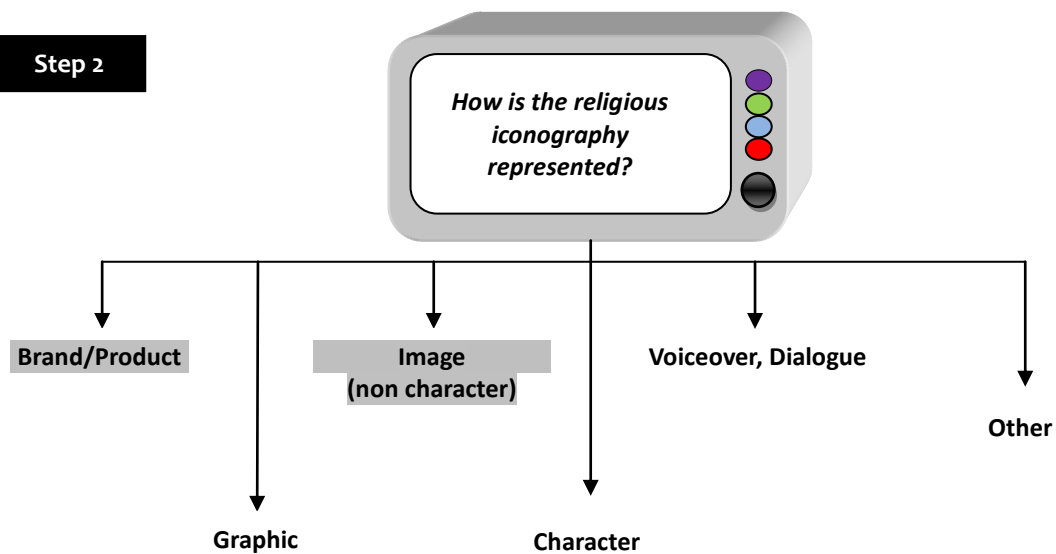 Step 2
How is the religious
iconography
represented?
Brand/Product
Image
(non character)
Voiceover, Dialogue
Other
Graphic
Character